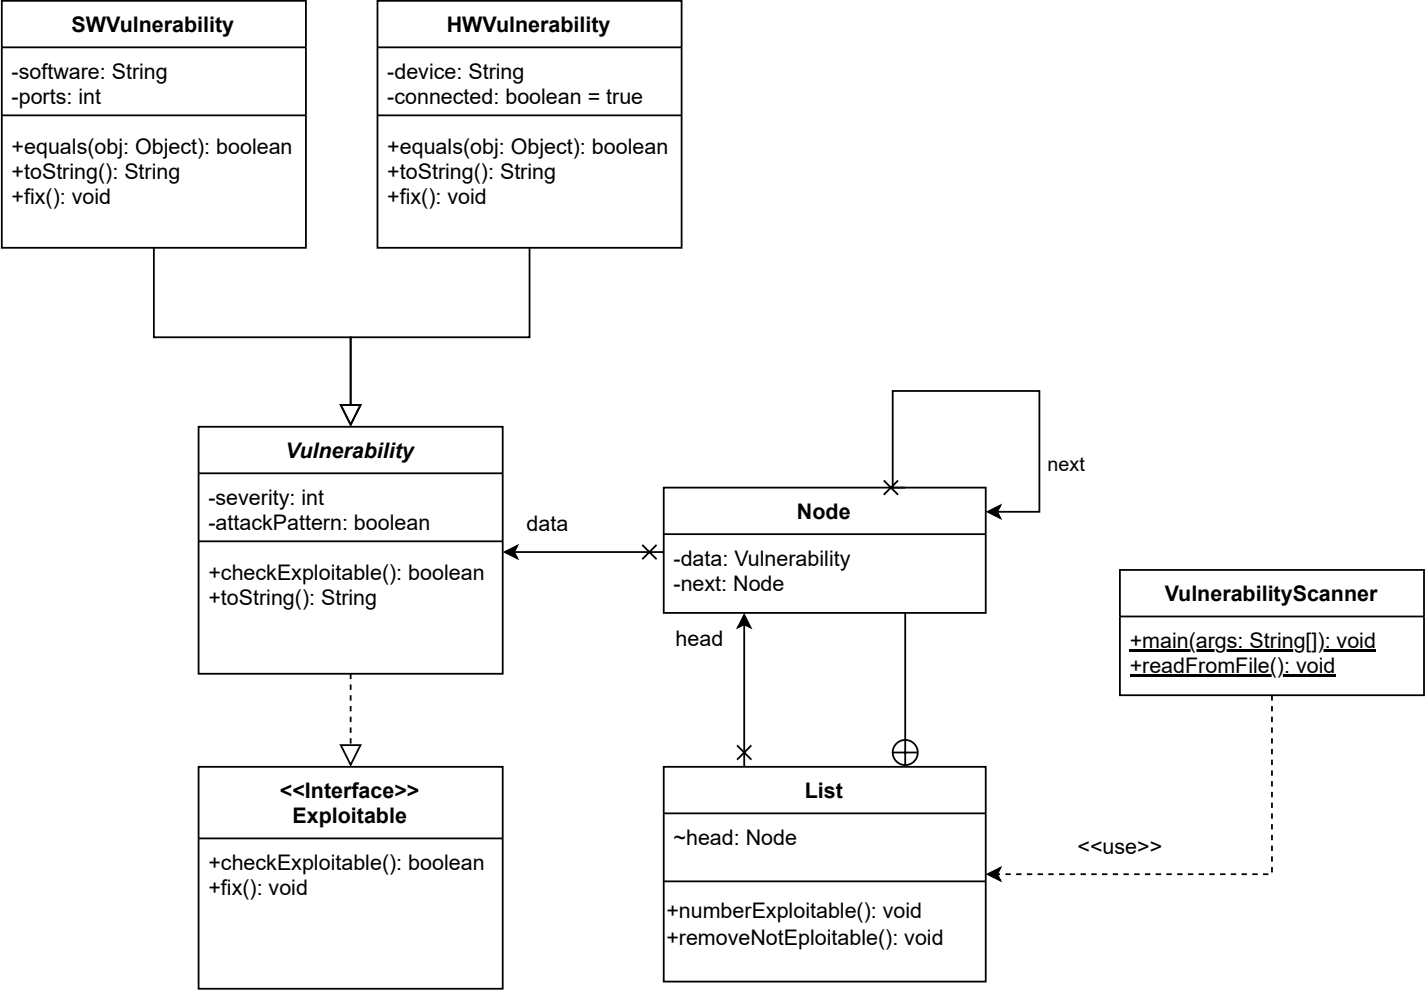 SWVulnerability
-software: String
-ports: int
+equals(obj: Object): boolean
+toString(): String
+fix(): void
HWVulnerability
-device: String
-connected: boolean = true
+equals(obj: Object): boolean
+toString(): String
+fix(): void
Vulnerability
-severity: int
-attackPattern: boolean
+checkExploitable(): boolean
+toString(): String
data
next
Node
-data: Vulnerability
-next: Node
head
VulnerabilityScanner
+main(args: String[]): void
+readFromFile(): void
<<Interface>>
Exploitable
+checkExploitable(): boolean
+fix(): void
List
~head: Node
+numberExploitable(): void
+removeNotEploitable(): void
<<use>>